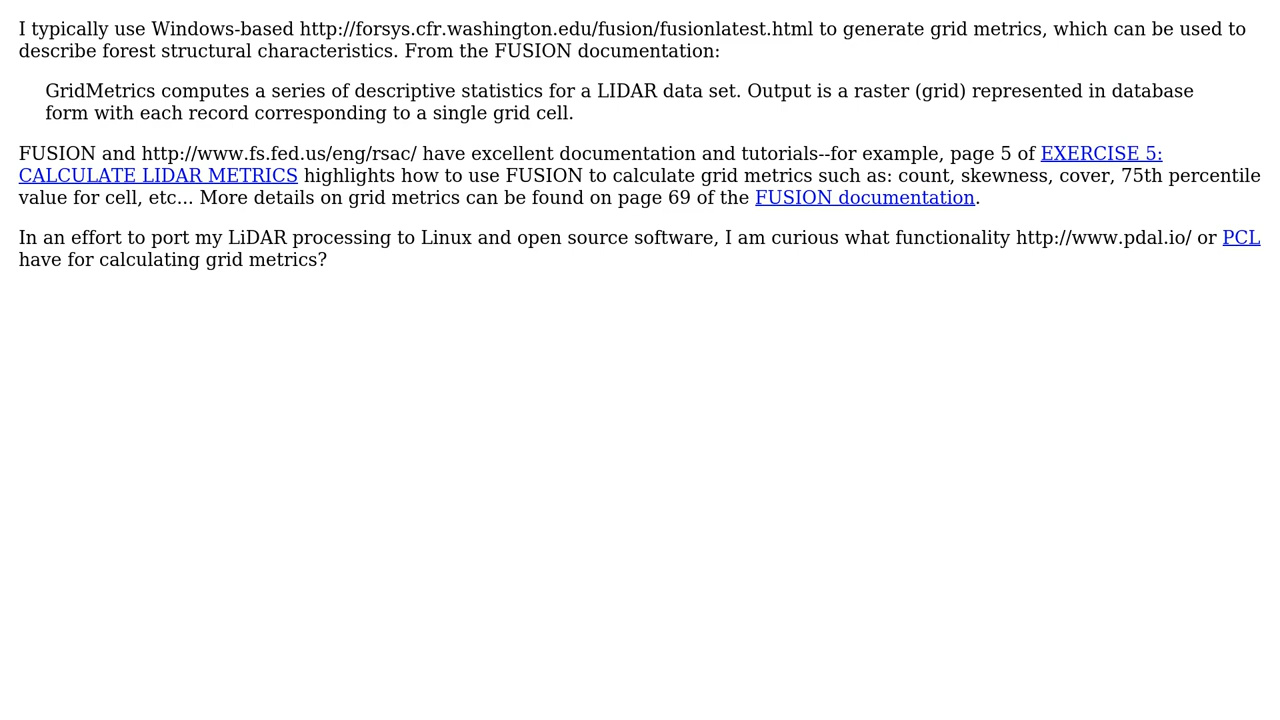 I typically use Windows-based http://forsys.cfr.washington.edu/fusion/fusionlatest.html to generate grid metrics, which can be used to
describe forest structural characteristics. From the FUSION documentation:
GridMetrics computes a series of descriptive statistics for a LIDAR data set. Output is a raster (grid) represented in database
form with each record corresponding to a single grid cell.
FUSION and http://www.fs.fed.us/eng/rsac/ have excellent documentation and tutorials--for example, page 5 of EXERCISE 5:
CALCULATE LIDAR METRICS highlights how to use FUSION to calculate grid metrics such as: count, skewness, cover, 75th percentile
value for cell, etc... More details on grid metrics can be found on page 69 of the FUSION documentation.
In an effort to port my LiDAR processing to Linux and open source software, I am curious what functionality http://www.pdal.io/ or PCL
have for calculating grid metrics?